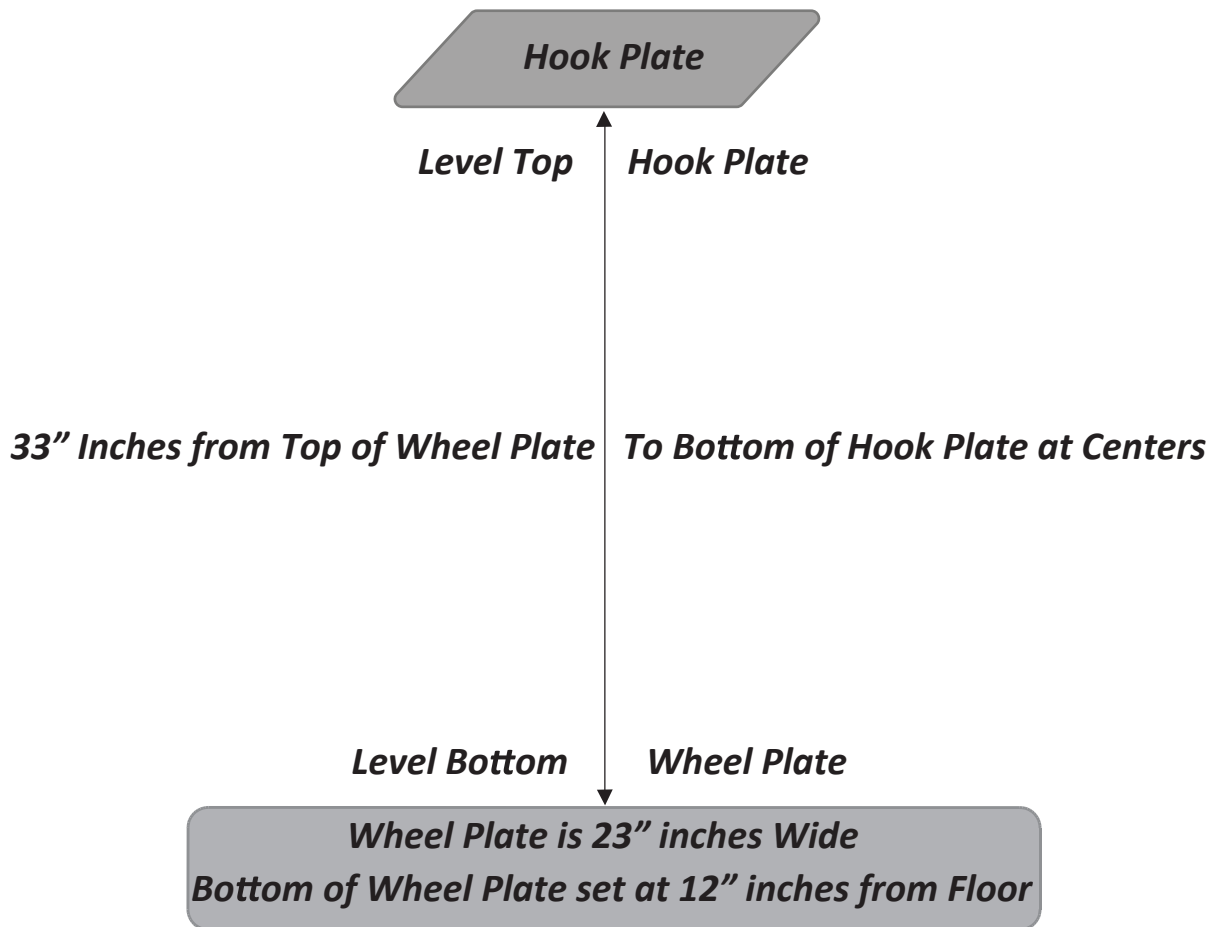 Hook Plate
Level Top Hook Plate
33” Inches from Top of Wheel Plate To Bottom of Hook Plate at Centers
Level Bottom Wheel Plate
Wheel Plate is 23” inches Wide
Bottom of Wheel Plate set at 12” inches from Floor